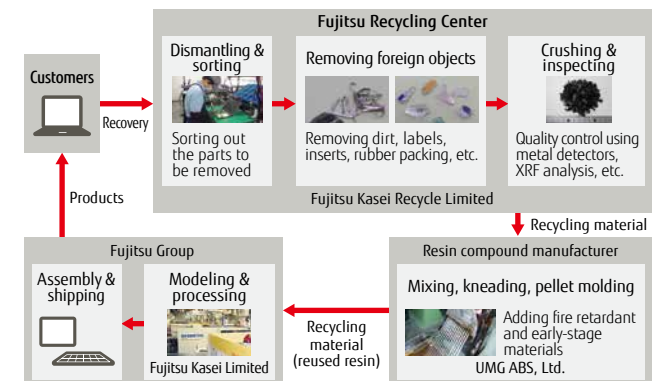 Fujitsu Recycling Center
Customers
Recovery
Dismantling &
sorting
Sorting out
the parts to
be removed
Removing foreign objects
Removing dirt, labels,
inserts, rubber packing, etc.
Crushing &
inspecting
Quality control using
metal detectors,
XRF analysis, etc.
Fujitsu Kasei Recycle Limited
Products
Recycling material
Fujitsu Group
Assembly &
shipping
Modeling &
processing
Fujitsu Kasei Limited
Recycling
material
(reused resin)
Resin compound manufacturer
Mixing, kneading, pellet molding
Adding fire retardant
and early-stage
materials
UMG ABS, Ltd.